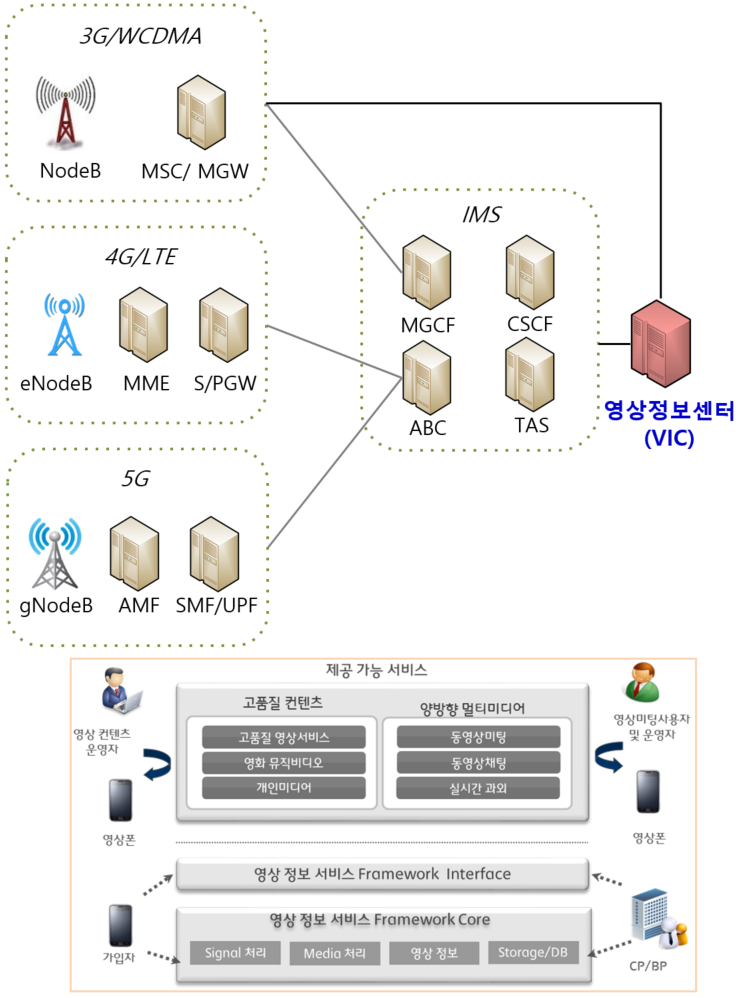 3G/WCDMA
NodeB
MSC/ MGW
4G/LTE
eNodeB
MME
S/PGW
5G
gNodeB
AMF
SMF/UPF
IMS
MGCF
CSCF
ABC
TAS
영상정보센터
(VIC)
제공 가능 서비스
영상 컨텐츠
운영자
영상폰
고품질 컨텐츠
고품질 영상서비스
영화 뮤직비디오
개인미디어
양방향 멀티미디어
동영상미팅
동영상채팅
실시간 과외
영상미팅사용자
및 운영자
영상폰
영상 정보 서비스 Framework Interface
영상 정보 서비스 Framework Core
Signal 처리
Media 처리
영상 정보
Storage/DB
가입자
CP/BP